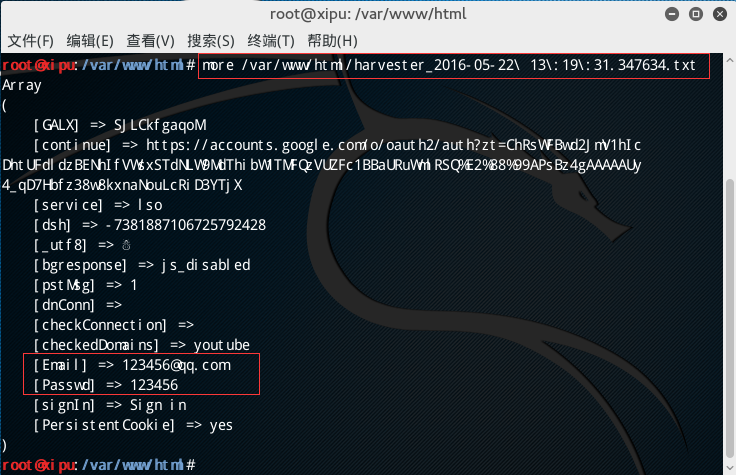 root@xipu: /var/www/html
文件(F) 编辑(E) 查看(V) 搜索(S) 终端(T) 帮助(H)
root@xipu:/var/www/html# more /var/www/html/harvester_2016-05-22\ 13\:19\:31.347634.txt
Array
(
[GALX] => SJLCkfgaqoM
[continue] => https://accounts.google.com/o/oauth2/auth?zt=ChRsWFBwd2JmV1hIc
DhtUFdldzBENhIfVWsxSTdNLW9MdThibW1TMFQzVUZFc1BBaURuWmlRSQ%E2%88%99APsBz4gAAAAAUy
4_qD7Hbfz38w8kxnaNouLcRiD3YTjX
[service] => lso
[dsh] => -7381887106725792428
[_utf8] => ☃
[bgresponse] => js_disabled
[pstMsg] => 1
[dnConn] =>
[checkConnection] =>
[checkedDomains] => youtube
[Email] => 123456@qq.com
[Passwd] => 123456
[signIn] => Sign in
[PersistentCookie] => yes
)
root@xipu:/var/www/html#